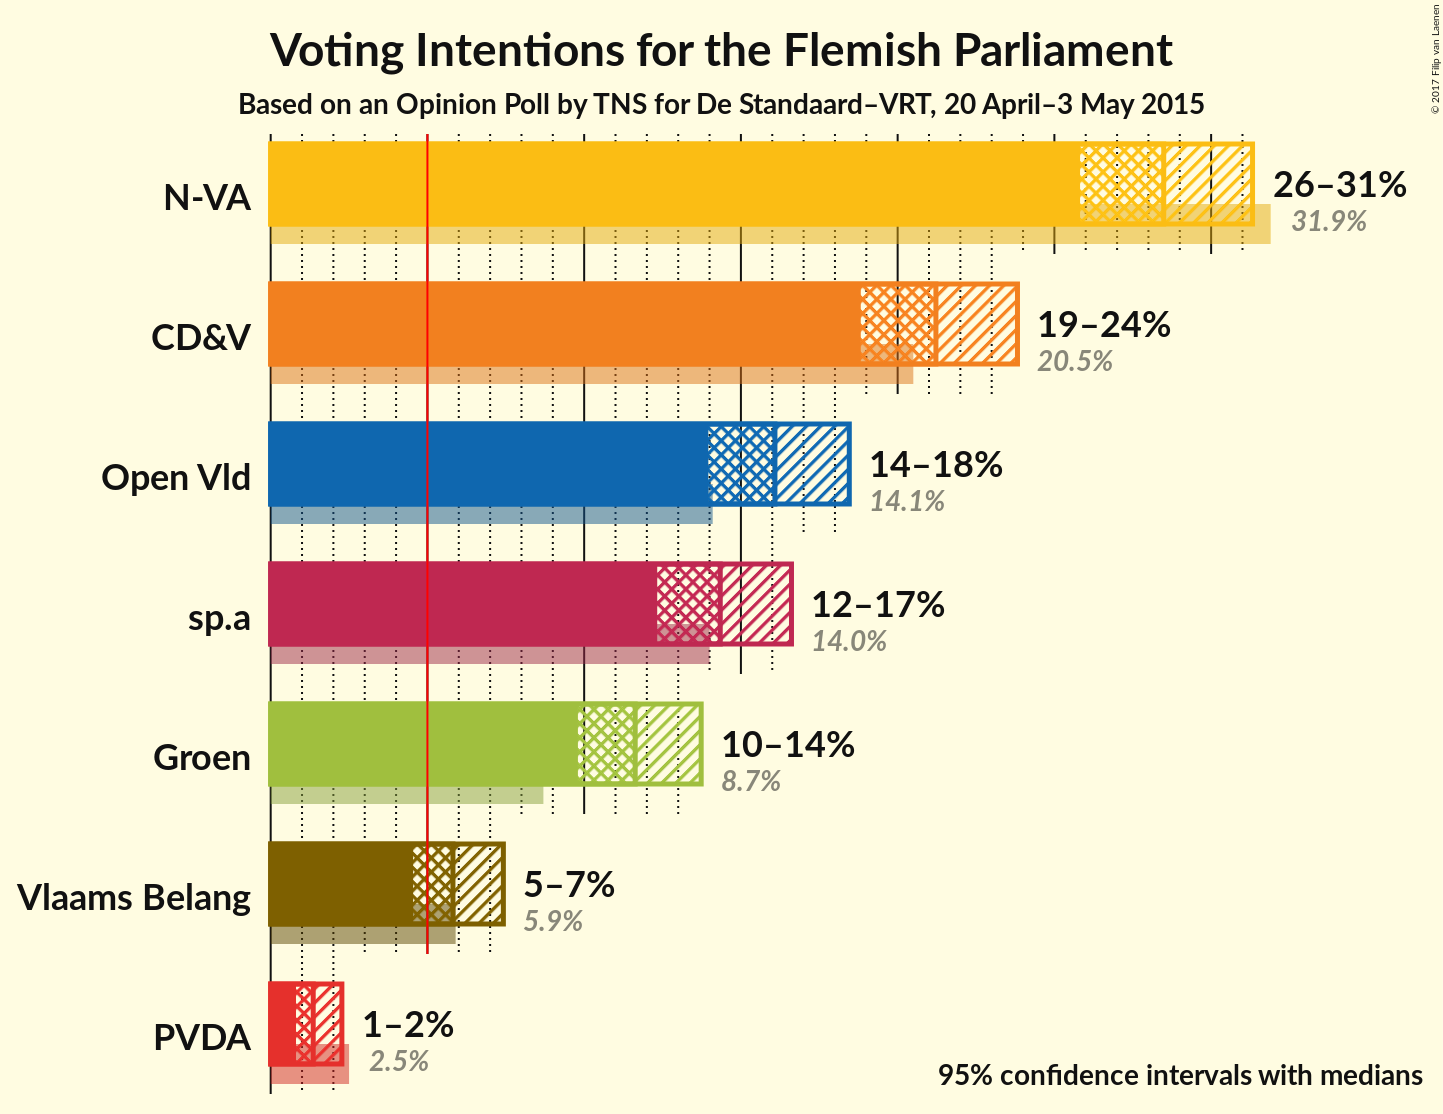 Voting Intentions for the Flemish Parliament
Based on an Opinion Poll by TNS for De Standaard–VRT, 20 April–3 May 2015
© 2017 Filip van Laenen
N-VA
26–31%
31.9%
CD&V
19–24%
20.5%
Open Vld
14–18%
14.1%
sp.a
12–17%
14.0%
Groen
10–14%
8.7%
Vlaams Belang
5–7%
5.9%
PVDA
1–2%
2.5%
95% confidence intervals with medians